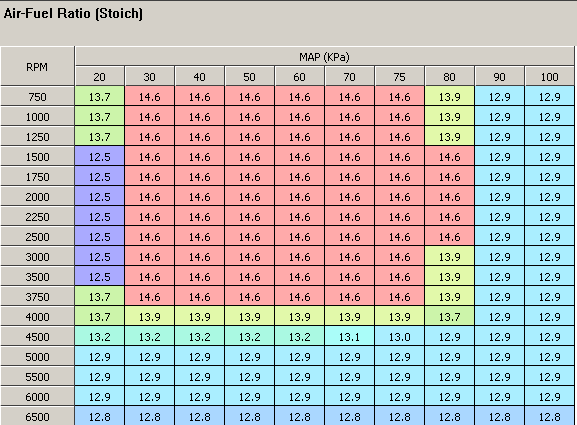 Air-Fuel Ratio (Stoich)
RPM MAP (KPa)
20 30 40 50 60 70 75 80 90 100
750 13.7 14.6 14.6 14.6 14.6 14.6 14.6 13.9 12.9 12.9
1000 13.7 14.6 14.6 14.6 14.6 14.6 14.6 13.9 12.9 12.9
1250 13.7 14.6 14.6 14.6 14.6 14.6 14.6 13.9 12.9 12.9
1500 12.5 14.6 14.6 14.6 14.6 14.6 14.6 14.6 12.9 12.9
1750 12.5 14.6 14.6 14.6 14.6 14.6 14.6 14.6 12.9 12.9
2000 12.5 14.6 14.6 14.6 14.6 14.6 14.6 14.6 12.9 12.9
2250 12.5 14.6 14.6 14.6 14.6 14.6 14.6 14.6 12.9 12.9
2500 12.5 14.6 14.6 14.6 14.6 14.6 14.6 14.6 12.9 12.9
3000 12.5 14.6 14.6 14.6 14.6 14.6 14.6 13.9 12.9 12.9
3500 12.5 14.6 14.6 14.6 14.6 14.6 14.6 13.9 12.9 12.9
3750 13.7 14.6 14.6 14.6 14.6 14.6 14.6 13.9 12.9 12.9
4000 13.7 13.9 13.9 13.9 13.9 13.9 13.9 13.7 12.9 12.9
4500 13.2 13.2 13.2 13.2 13.2 13.1 13.0 12.9 12.9 12.9
5000 12.9 12.9 12.9 12.9 12.9 12.9 12.9 12.9 12.9 12.9
5500 12.9 12.9 12.9 12.9 12.9 12.9 12.9 12.9 12.9 12.9
6000 12.9 12.9 12.9 12.9 12.9 12.9 12.9 12.9 12.9 12.9
6500 12.8 12.8 12.8 12.8 12.8 12.8 12.8 12.8 12.8 12.8